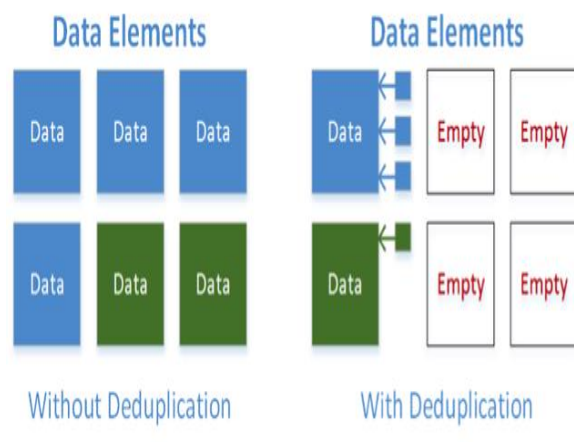 Data Elements Data Elements
Data Data Data Data Empty Empty
Data Data Data Data Empty Empty
Without Deduplication With Deduplication